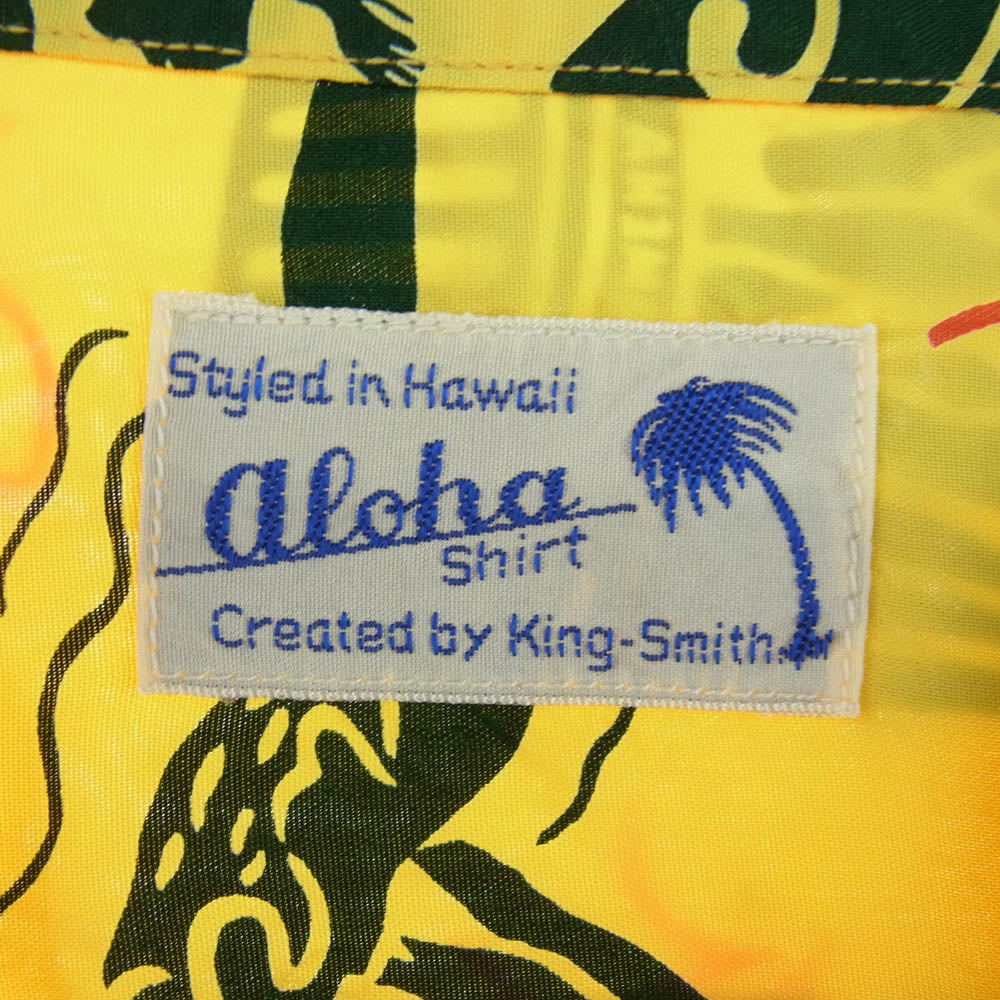 Styled in Hawaii
aloha
Shirt
Created by King-Smith